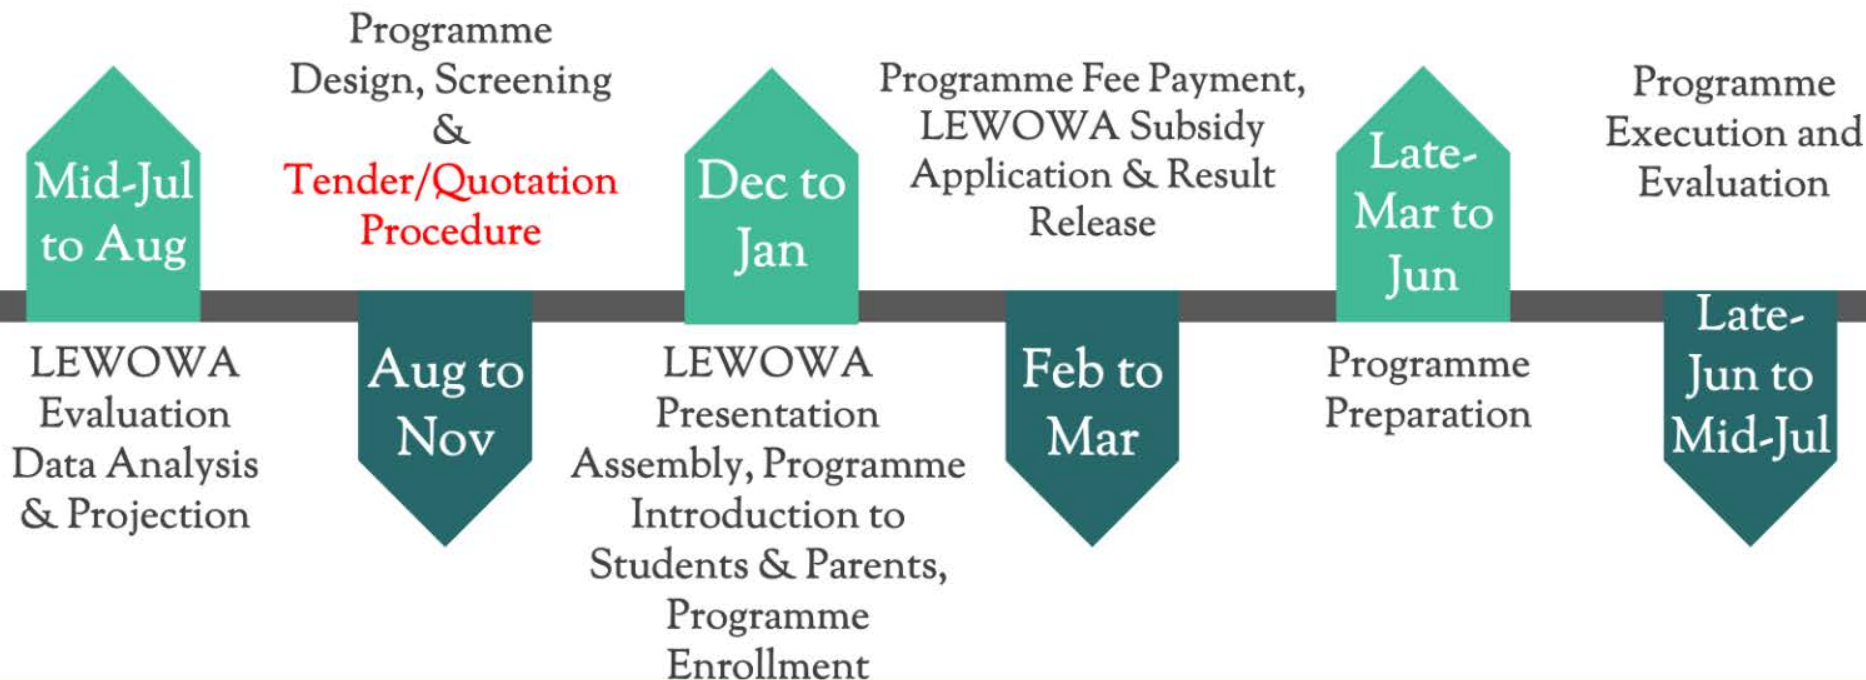 Mid-Jul
to Aug
LEWOWA
Evaluation
Data Analysis
& Projection
Programme
Design, Screening
&
Tender/Quotation
Procedure
Aug to
Nov
Dec to
Jan
LEWOWA
Presentation
Assembly, Programme
Introduction to
Students & Parents,
Programme
Enrollment
Programme Fee Payment,
LEWOWA Subsidy
Application & Result
Release
Feb to
Mar
Late-
Mar to
Jun
Programme
Preparation
Programme
Execution and
Evaluation
Late-
Jun to
Mid-Jul